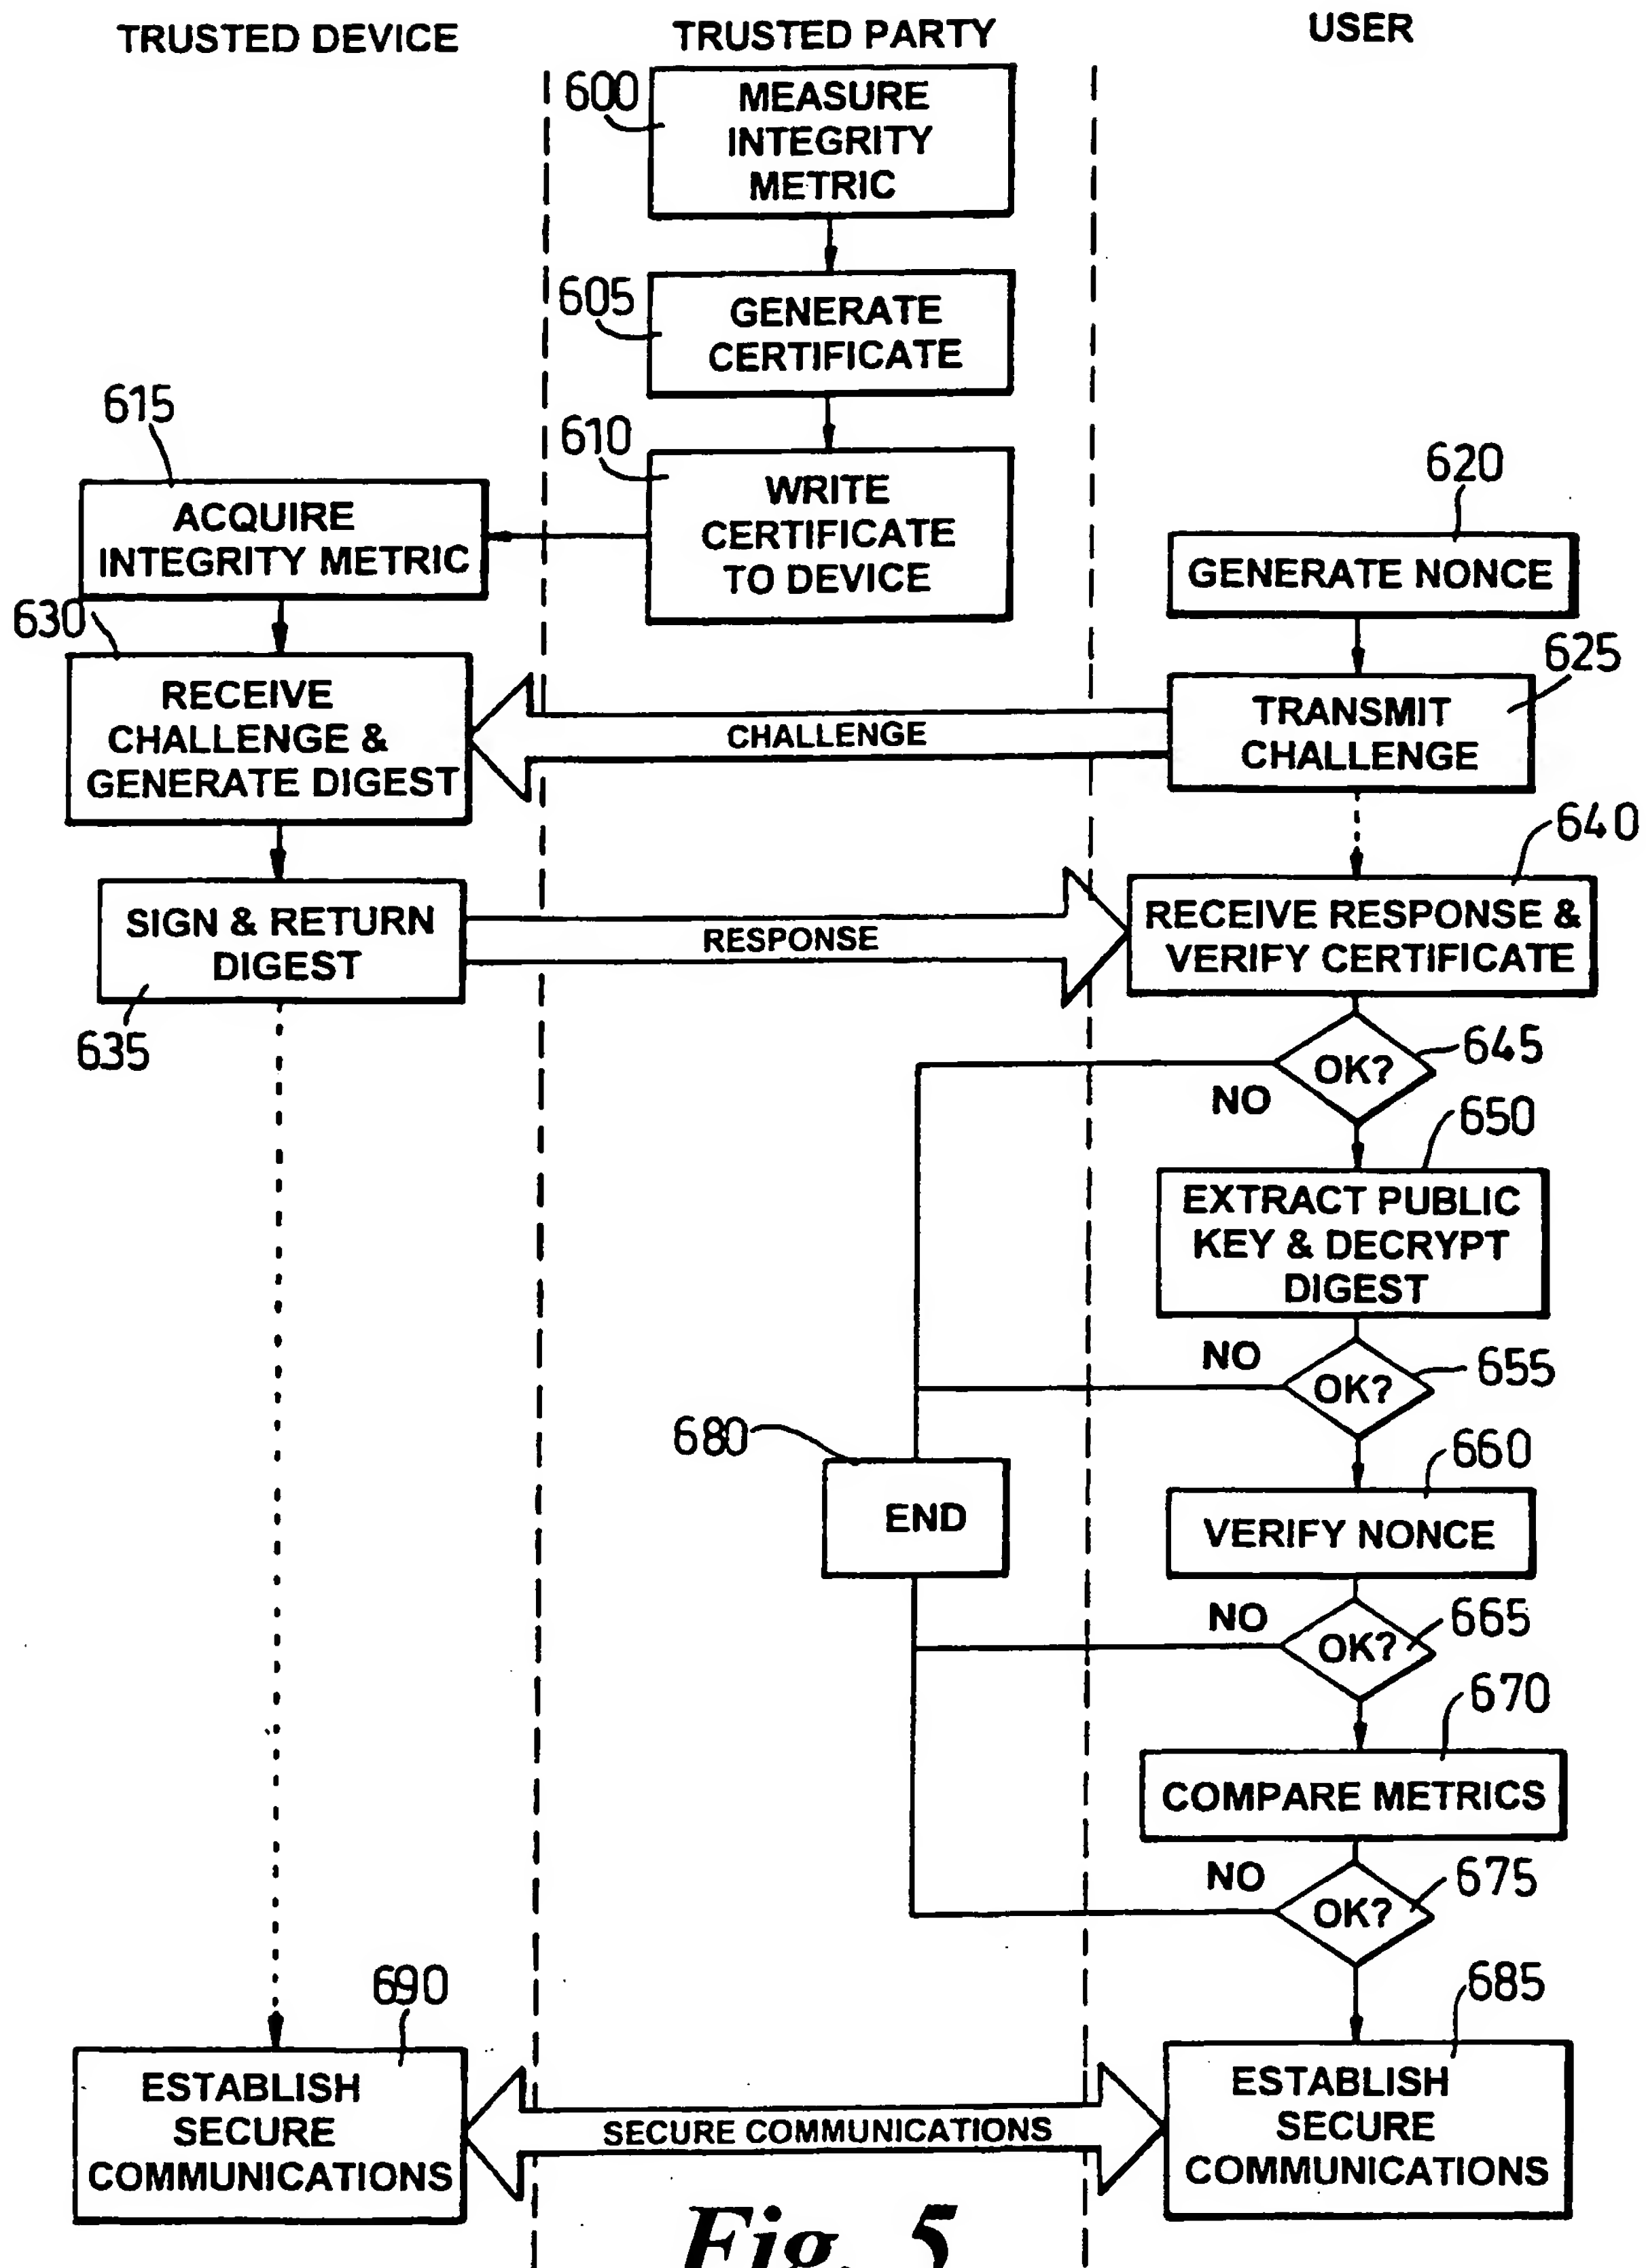 TRUSTED DEVICE
TRUSTED PARTY
USER
600
MEASURE
INTEGRITY
METRIC
605
GENERATE
CERTIFICATE
610
WRITE
CERTIFICATE
TO DEVICE
615
ACQUIRE
INTEGRITY METRIC
620
GENERATE NONCE
625
TRANSMIT
CHALLENGE
CHALLENGE
630
RECEIVE
CHALLENGE &
GENERATE DIGEST
635
SIGN & RETURN
DIGEST
RESPONSE
640
RECEIVE RESPONSE &
VERIFY CERTIFICATE
645
OK?
NO
650
EXTRACT PUBLIC
KEY & DECRYPT
DIGEST
655
OK?
NO
680
END
660
VERIFY NONCE
665
OK?
NO
670
COMPARE METRICS
675
OK?
NO
690
ESTABLISH
SECURE
COMMUNICATIONS
SECURE COMMUNICATIONS
685
ESTABLISH
SECURE
COMMUNICATIONS
Fig. 5